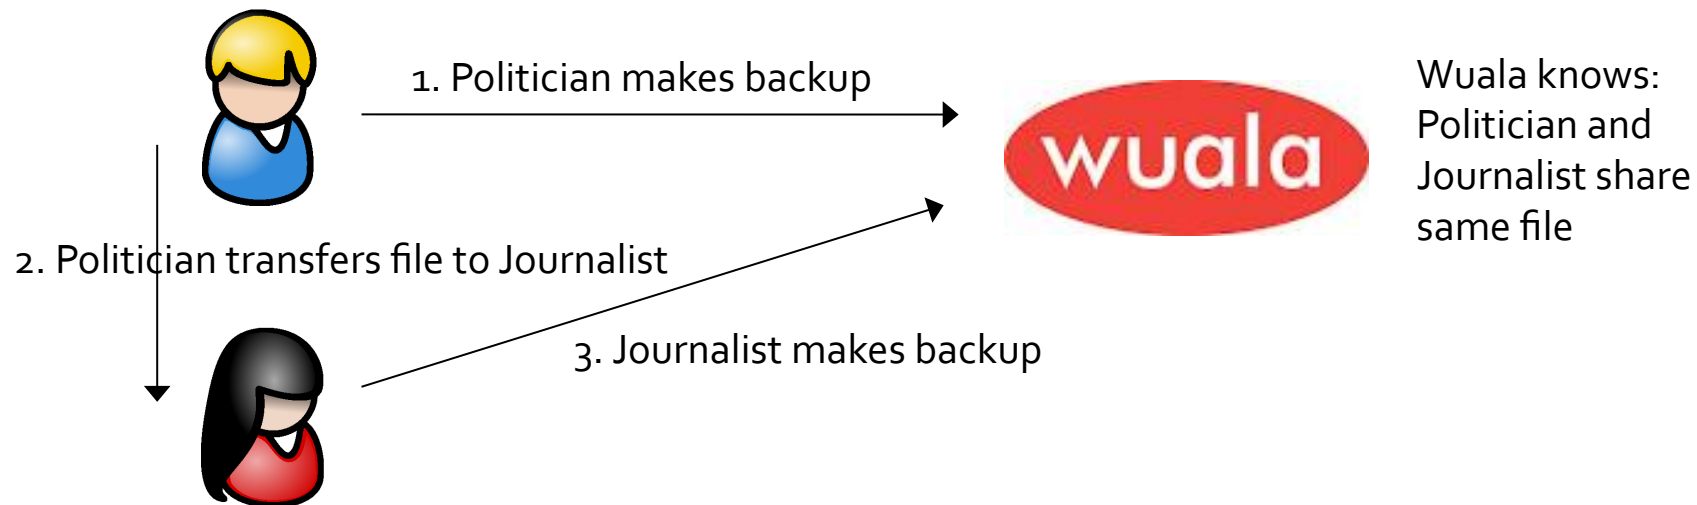 1. Politician makes backup
wuala
Wuala knows:
Politician and
Journalist share
same file
2. Politician transfers file to Journalist
3. Journalist makes backup